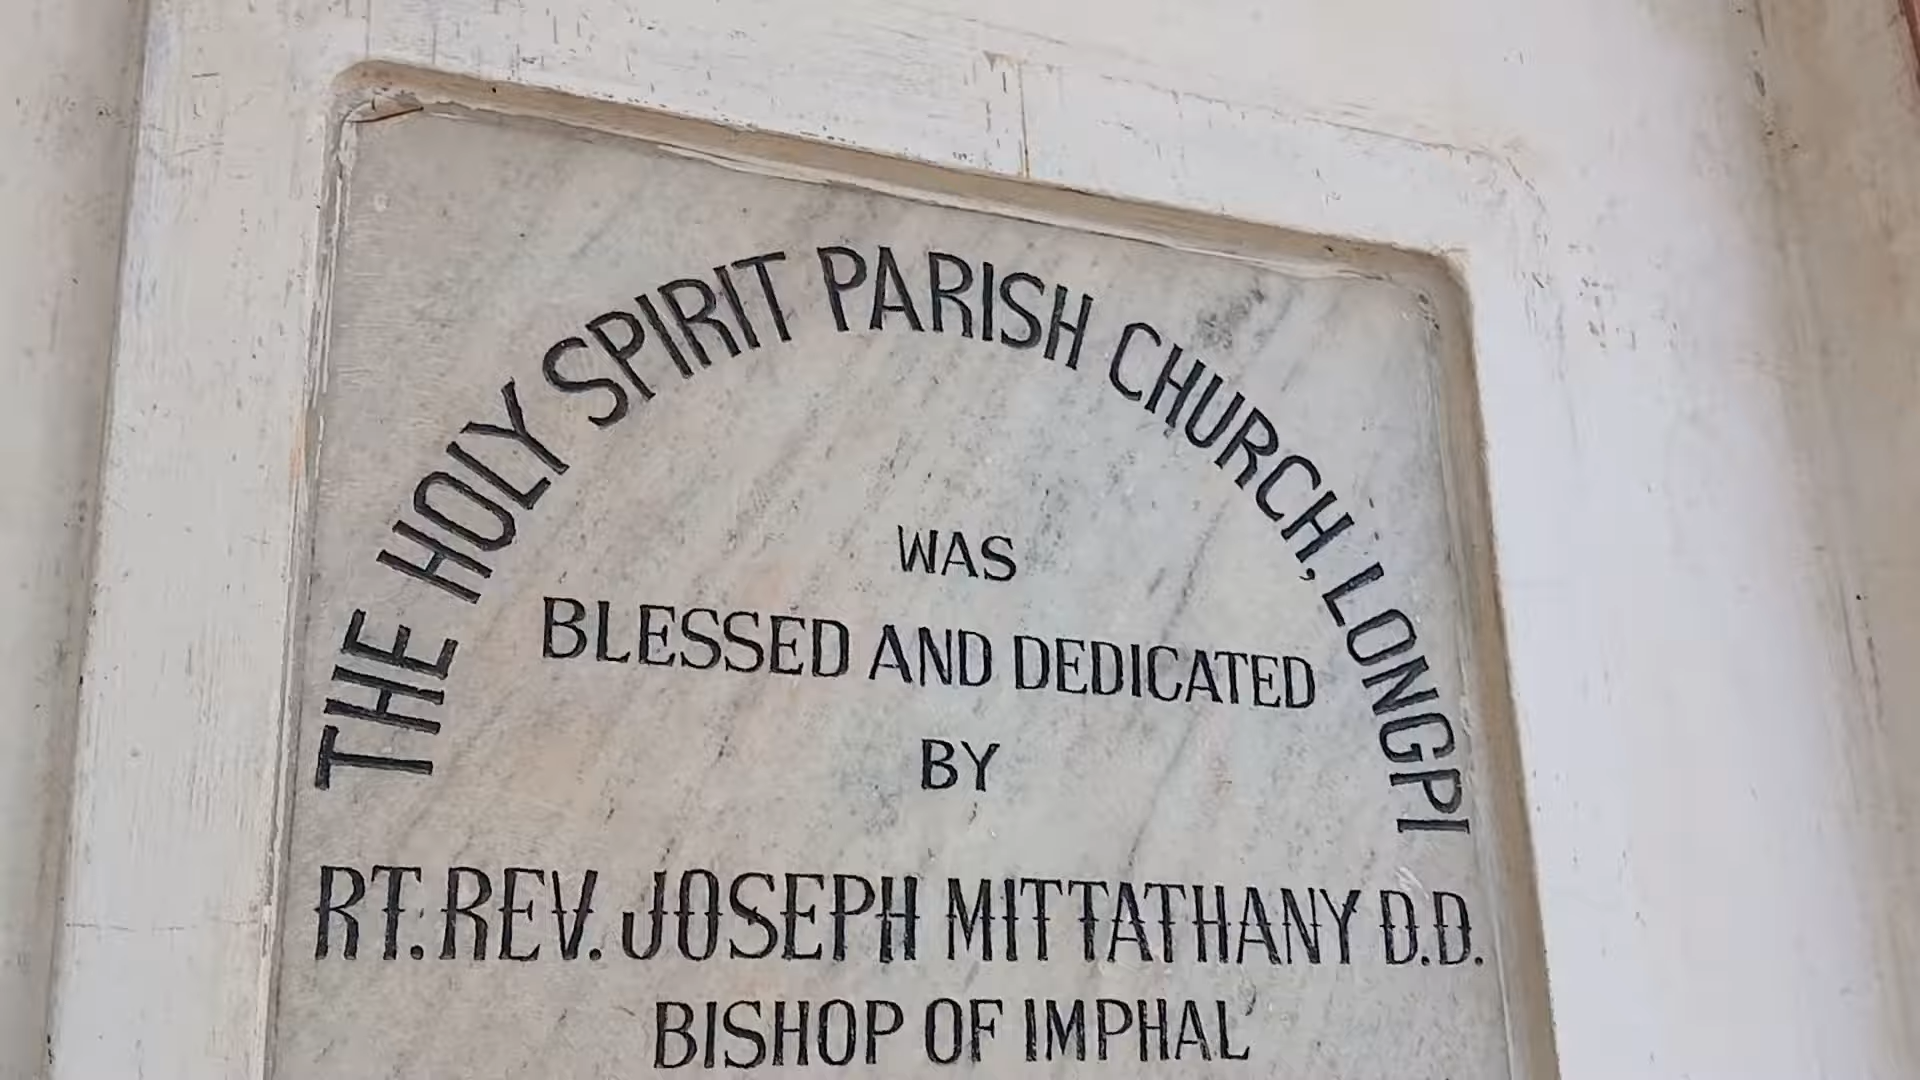 THE HOLY SPIRIT PARISH CHURCH, LONGPI
WAS
BLESSED AND DEDICATED
BY
RT. REV. JOSEPH MITTATHANY D.D.
BISHOP OF IMPHAL